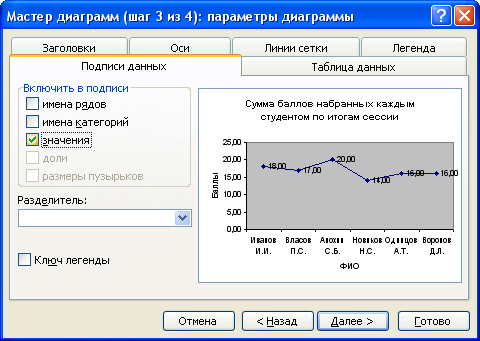 Мастер диаграмм (шаг 3 из 4): параметры диаграммы
Заголовки Оси Линии сетки Легенда
Подписи данных Таблица данных
Включить в подписи
имена рядов
имена категорий
значения
доли
размеры пузырьков
Разделитель:
Ключ легенды
Сумма баллов набранных каждым
студентом по итогам сессии
25,00
20,00
15,00
10,00
5,00
0,00
Баллы
18,00 17,00 20,00 14,00 16,00 16,00
Иванов Власов Анохин Новиков Одинцов Воронов
И.И. П.С. С.Б. Н.С. А.Т. Д.Л.
ФИО
Отмена < Назад Далее > Готово